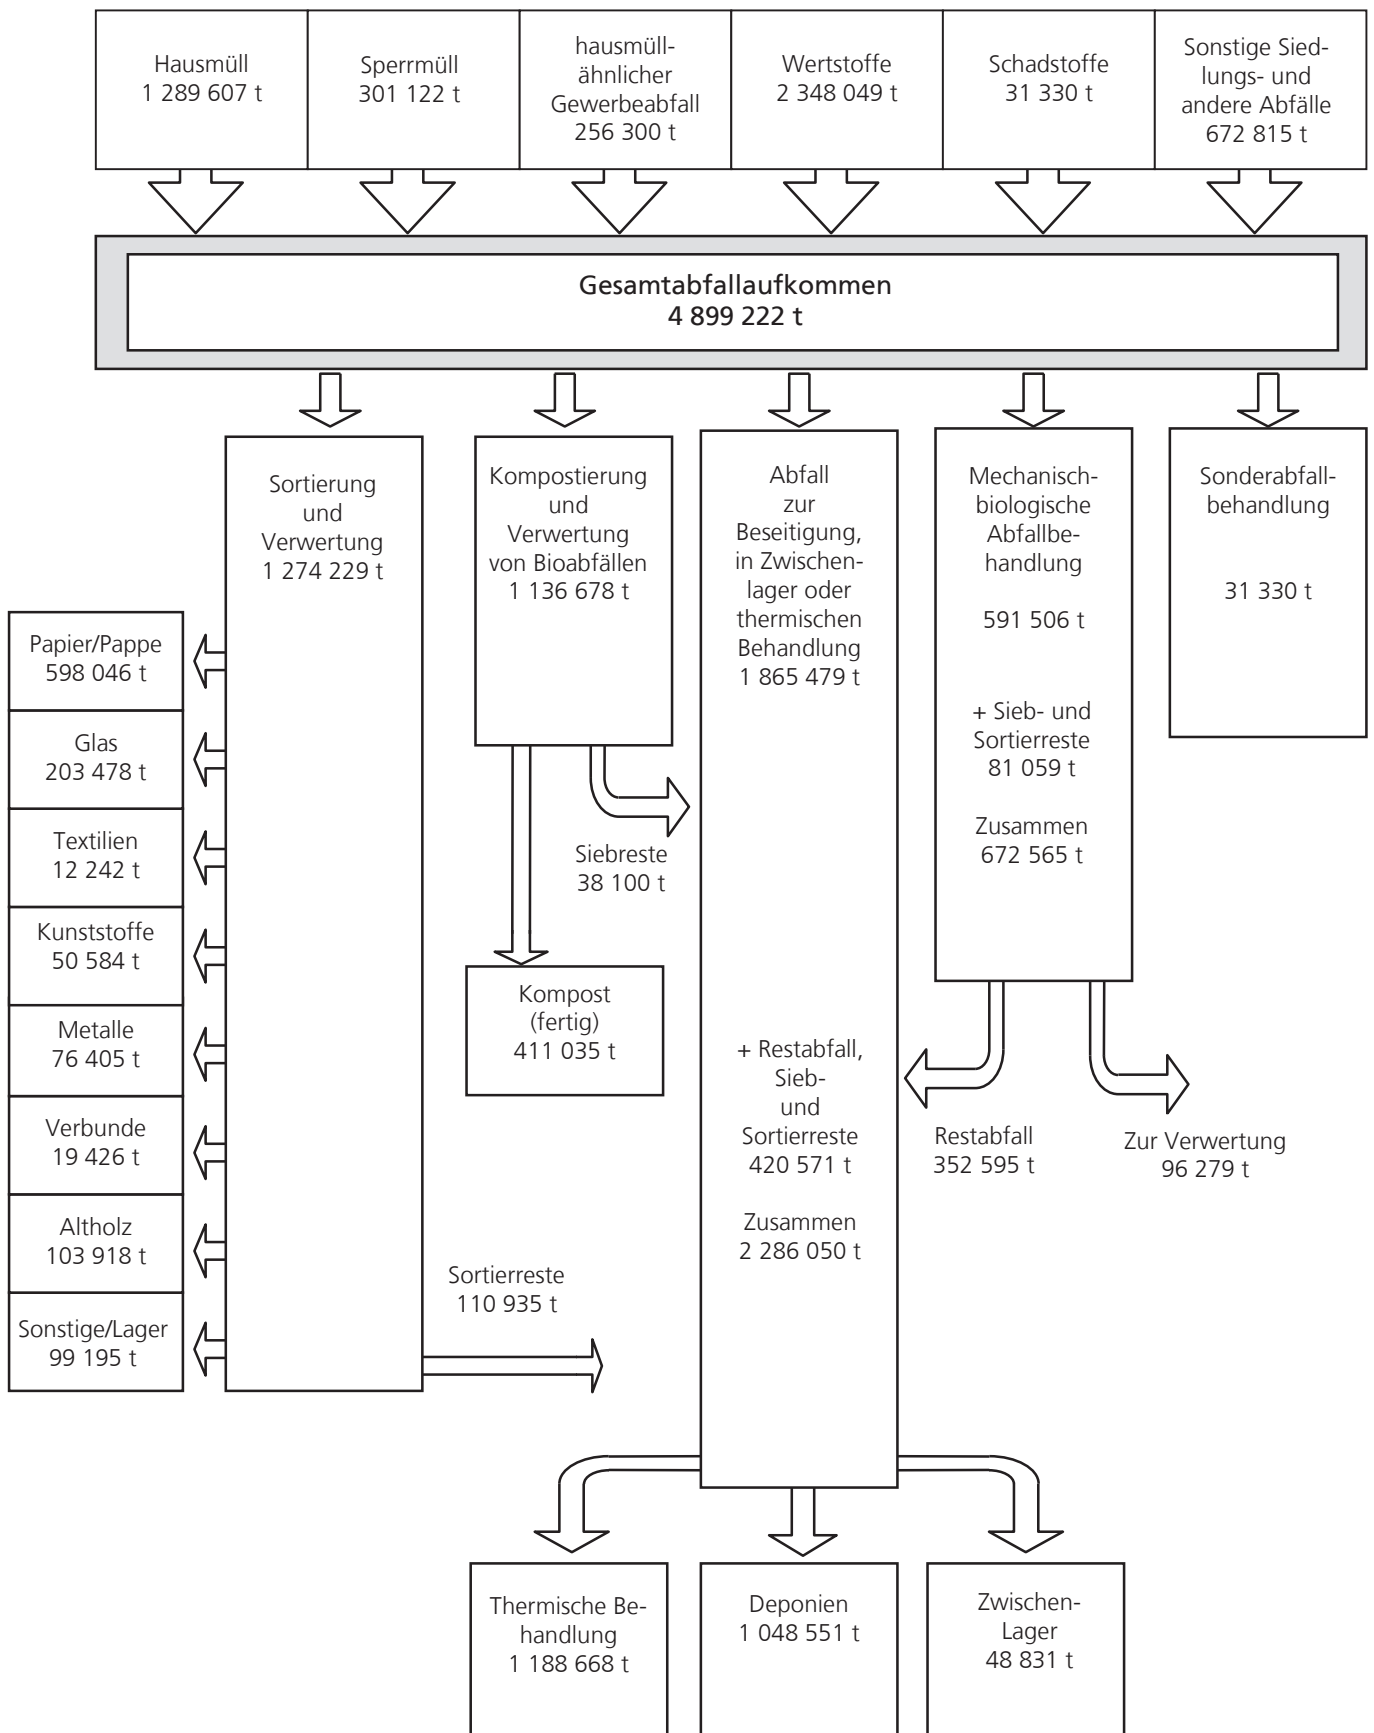 Hausmüll
1 289 607 t
Sperrmüll
301 122 t
hausmüll-
ähnlicher
Gewerbeabfall
256 300 t
Wertstoffe
2 348 049 t
Schadstoffe
31 330 t
Sonstige Sied-
lungs- und
andere Abfälle
672 815 t
Gesamtabfallaufkommen
4 899 222 t
Sortierung
und
Verwertung
1 274 229 t
Kompostierung
und
Verwertung
von Bioabfällen
1 136 678 t
Abfall
zur
Beseitigung,
in Zwischen-
lager oder
thermischen
Behandlung
1 865 479 t
Mechanisch-
biologische
Abfallbe-
handlung
591 506 t
+ Sieb- und
Sortierreste
81 059 t
Zusammen
672 565 t
Sonderabfall-
behandlung
31 330 t
Papier/Pappe
598 046 t
Glas
203 478 t
Textilien
12 242 t
Kunststoffe
50 584 t
Metalle
76 405 t
Verbunde
19 426 t
Altholz
103 918 t
Sonstige/Lager
99 195 t
Siebreste
38 100 t
Kompost
(fertig)
411 035 t
+ Restabfall,
Sieb-
und
Sortierreste
420 571 t
Zusammen
2 286 050 t
Restabfall
352 595 t
Zur Verwertung
96 279 t
Sortierreste
110 935 t
Thermische Be-
handlung
1 188 668 t
Deponien
1 048 551 t
Zwischen-
Lager
48 831 t